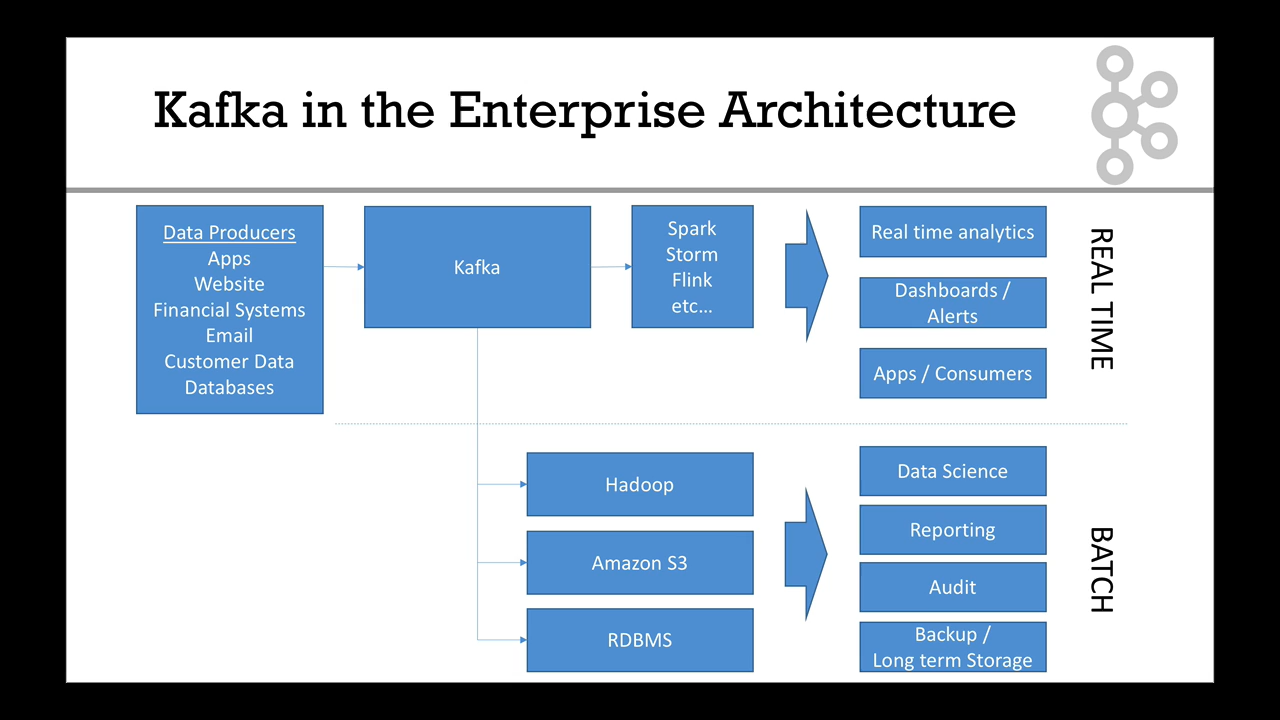 Kafka in the Enterprise Architecture
Data Producers
Apps
Website
Financial Systems
Email
Customer Data
Databases
Kafka
Spark
Storm
Flink
etc...
Real time analytics
Dashboards /
Alerts
Apps / Consumers
REAL TIME
Hadoop
Amazon S3
RDBMS
Data Science
Reporting
Audit
Backup /
Long term Storage
BATCH